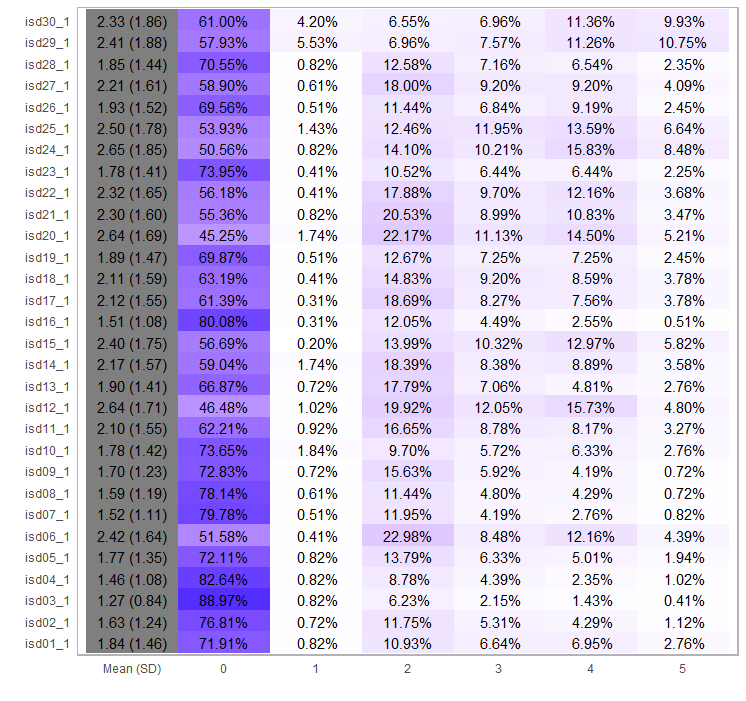 isd30_1 2.33 (1.86) 61.00% 4.20% 6.55% 6.96% 11.36% 9.93%
isd29_1 2.41 (1.88) 57.93% 5.53% 6.96% 7.57% 11.26% 10.75%
isd28_1 1.85 (1.44) 70.55% 0.82% 12.58% 7.16% 6.54% 2.35%
isd27_1 2.21 (1.61) 58.90% 0.61% 18.00% 9.20% 9.20% 4.09%
isd26_1 1.93 (1.52) 69.56% 0.51% 11.44% 6.84% 9.19% 2.45%
isd25_1 2.50 (1.78) 53.93% 1.43% 12.46% 11.95% 13.59% 6.64%
isd24_1 2.65 (1.85) 50.56% 0.82% 14.10% 10.21% 15.83% 8.48%
isd23_1 1.78 (1.41) 73.95% 0.41% 10.52% 6.44% 6.44% 2.25%
isd22_1 2.32 (1.65) 56.18% 0.41% 17.88% 9.70% 12.16% 3.68%
isd21_1 2.30 (1.60) 55.36% 0.82% 20.53% 8.99% 10.83% 3.47%
isd20_1 2.64 (1.69) 45.25% 1.74% 22.17% 11.13% 14.50% 5.21%
isd19_1 1.89 (1.47) 69.87% 0.51% 12.67% 7.25% 7.25% 2.45%
isd18_1 2.11 (1.59) 63.19% 0.41% 14.83% 9.20% 8.59% 3.78%
isd17_1 2.12 (1.55) 61.39% 0.31% 18.69% 8.27% 7.56% 3.78%
isd16_1 1.51 (1.08) 80.08% 0.31% 12.05% 4.49% 2.55% 0.51%
isd15_1 2.40 (1.75) 56.69% 0.20% 13.99% 10.32% 12.97% 5.82%
isd14_1 2.17 (1.57) 59.04% 1.74% 18.39% 8.38% 8.89% 3.58%
isd13_1 1.90 (1.41) 66.87% 0.72% 17.79% 7.06% 4.81% 2.76%
isd12_1 2.64 (1.71) 46.48% 1.02% 19.92% 12.05% 15.73% 4.80%
isd11_1 2.10 (1.55) 62.21% 0.92% 16.65% 8.78% 8.17% 3.27%
isd10_1 1.78 (1.42) 73.65% 1.84% 9.70% 5.72% 6.33% 2.76%
isd09_1 1.70 (1.23) 72.83% 0.72% 15.63% 5.92% 4.19% 0.72%
isd08_1 1.59 (1.19) 78.14% 0.61% 11.44% 4.80% 4.29% 0.72%
isd07_1 1.52 (1.11) 79.78% 0.51% 11.95% 4.19% 2.76% 0.82%
isd06_1 2.42 (1.64) 51.58% 0.41% 22.98% 8.48% 12.16% 4.39%
isd05_1 1.77 (1.35) 72.11% 0.82% 13.79% 6.33% 5.01% 1.94%
isd04_1 1.46 (1.08) 82.64% 0.82% 8.78% 4.39% 2.35% 1.02%
isd03_1 1.27 (0.84) 88.97% 0.82% 6.23% 2.15% 1.43% 0.41%
isd02_1 1.63 (1.24) 76.81% 0.72% 11.75% 5.31% 4.29% 1.12%
isd01_1 1.84 (1.46) 71.91% 0.82% 10.93% 6.64% 6.95% 2.76%
Mean (SD) 0 1 2 3 4 5